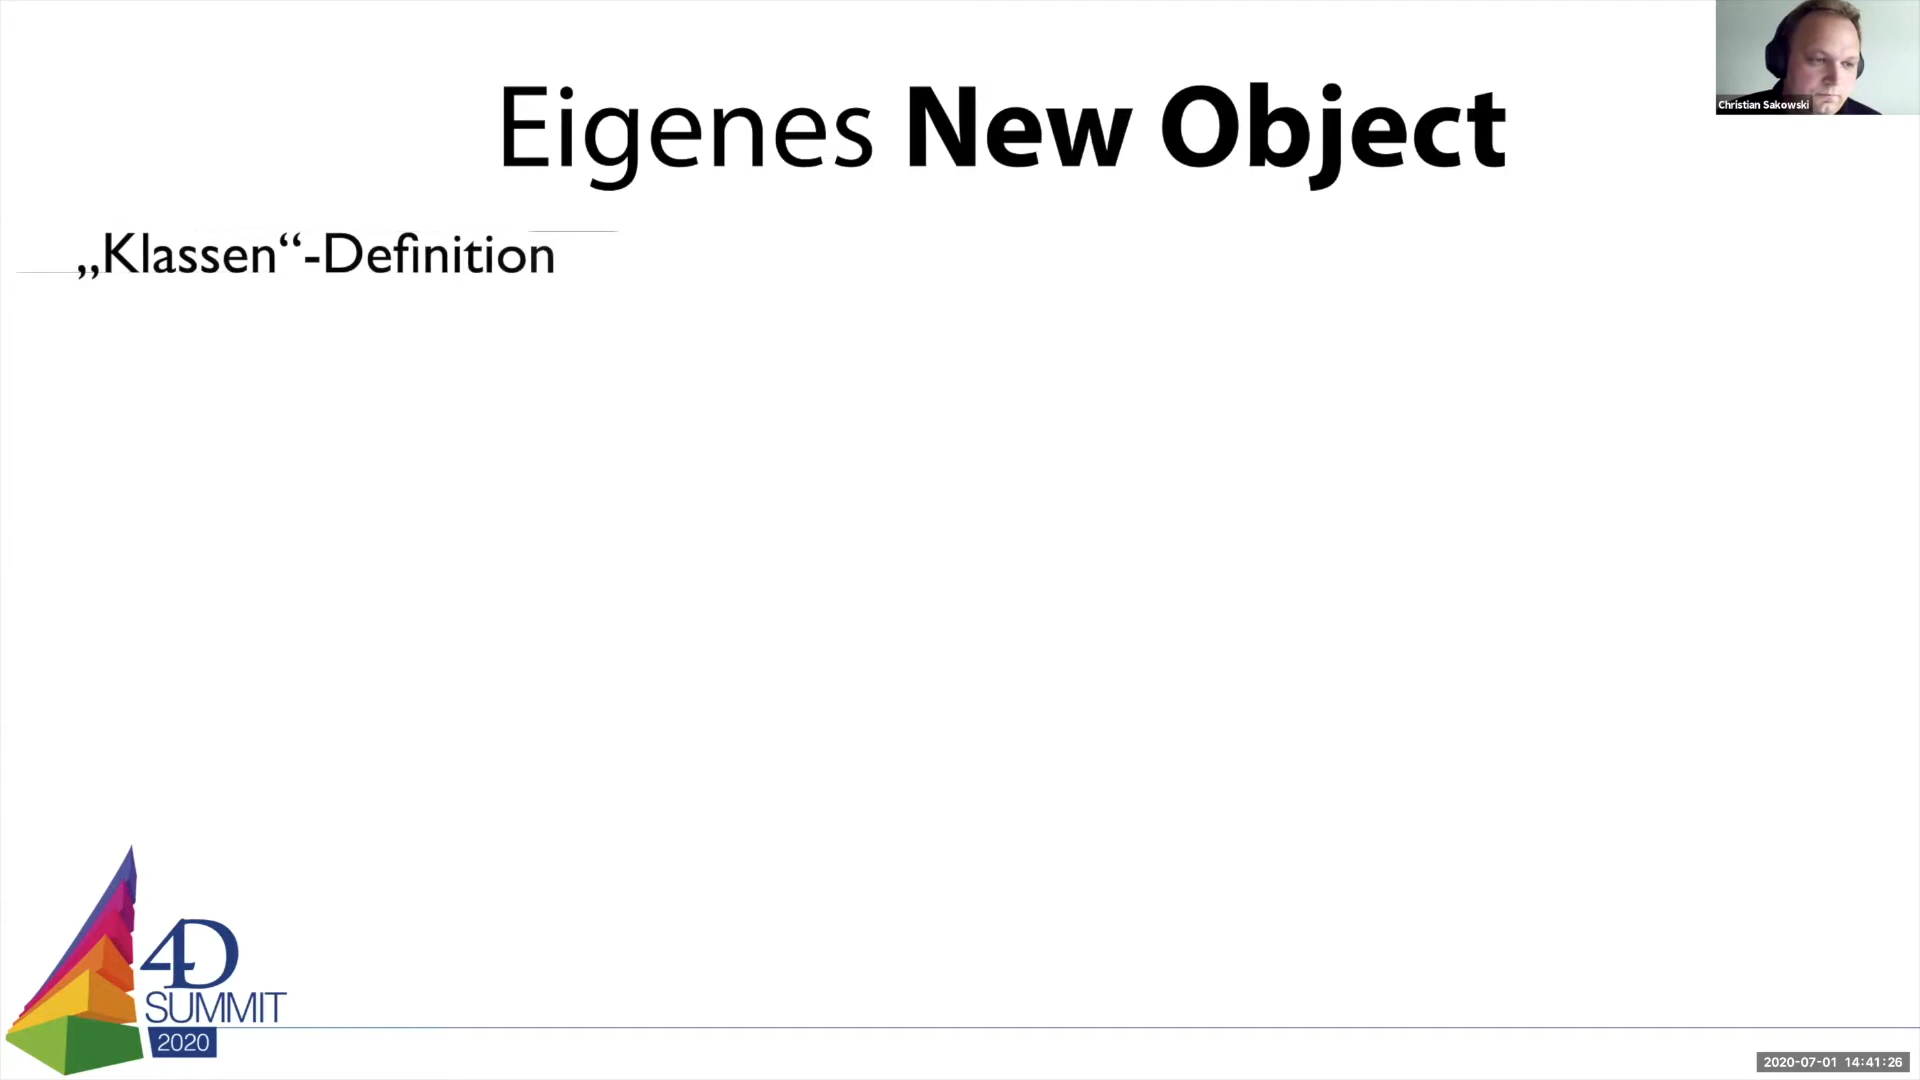 Eigenes New Object
Christian Sakowski
„Klassen“-Definition
4D
SUMMIT
2020
2020-07-01 14:41:26